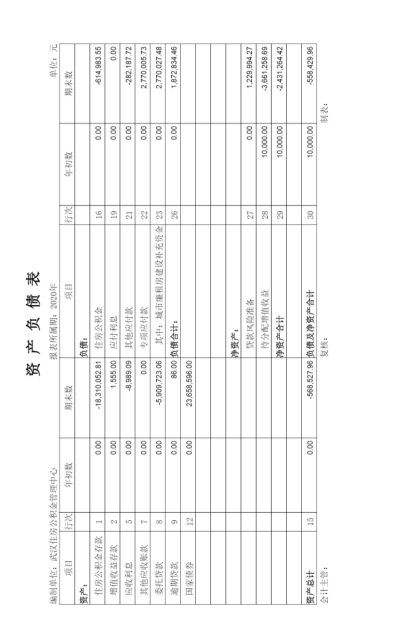 资 产 负 债 表
编制单位：武汉住房公积金管理中心 报表所属期：2020年 单位：元
项目 行次 年初数 期末数 项目 行次 年初数 期末数
资产： 负债：
住房公积金存款 1 0.00 -18,310,052.81 住房公积金 16 0.00 -614,983.55
增值收益存款 2 0.00 1,555.00 应付利息 19 0.00 0.00
应收利息 5 0.00 -8,989.09 其他应付款 21 0.00 -282,187.72
其他应收账款 7 0.00 0.00 专项应付款 22 0.00 2,770,005.73
委托贷款 8 0.00 -5,909,723.06 其中：城市廉租房建设补充资金 23 0.00 2,770,027.48
逾期贷款 9 0.00 86.00 负债合计： 26 0.00 1,872,834.46
国家债券 12 0.00 23,658,596.00
净资产：
贷款风险准备 27 0.00 1,229,994.27
待分配增值收益 28 10,000.00 -3,661,258.69
净资产合计 29 10,000.00 -2,431,264.42
资产总计 15 0.00 -568,527.96 负债及净资产合计 30 10,000.00 -558,429.96
会计主管： 复核： 制表：